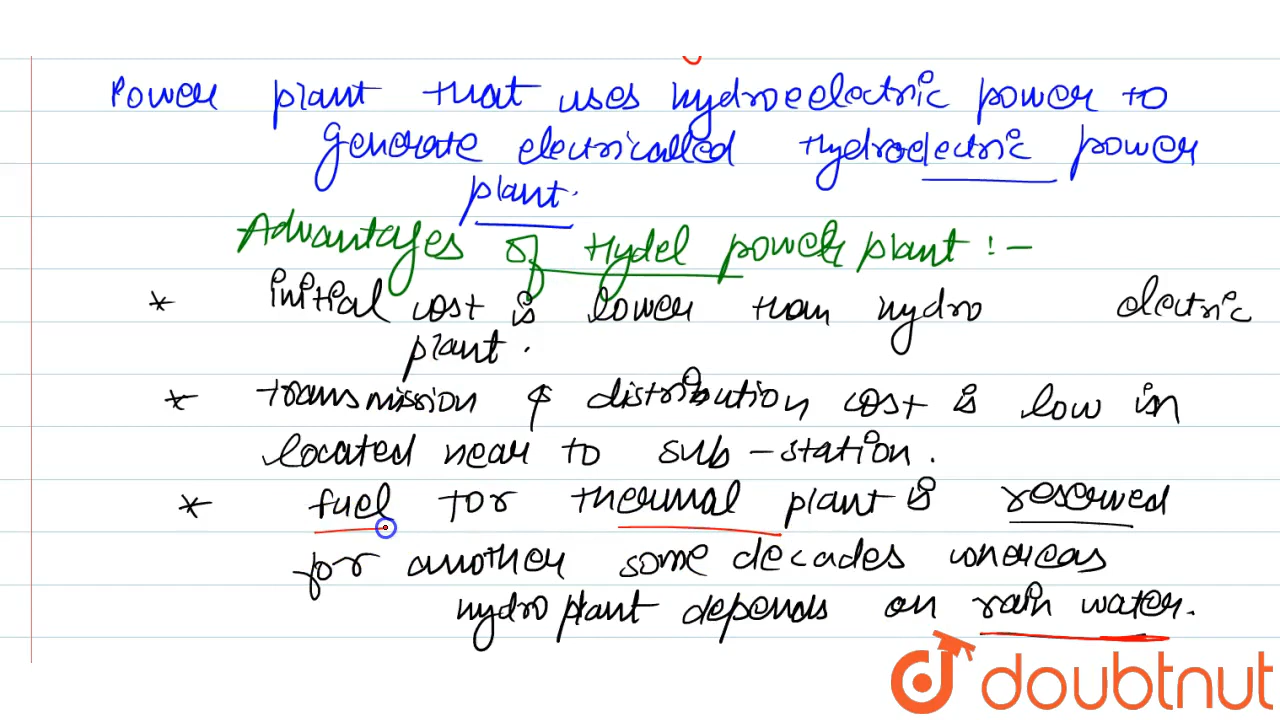 Power plant that uses hydroeelectric power to
generate electricalled Hydroelectric power
plant.
Advantages of Hydel power plant :-
* initial cost is lower than hydro electric
plant.
* transmission & distribution cost is low in
located near to sub-station.
* fuel for thermal plant is reserved
for another some decades whereas
hydro plant depends on rain water.
doubtnut